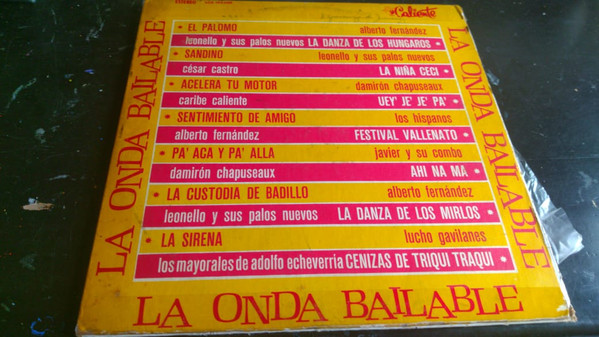 Caliente
LA ONDA BAILABLE
LA ONDA BAILABLE
• EL PALOMO alberto fernández
leonello y sus palos nuevos LA DANZA DE LOS HUNGAROS •
• SANDINO leonello y sus palos nuevos
césar castro LA NIÑA CECI •
• ACELERA TU MOTOR damirón chapuseaux
caribe caliente UEY' JE' JE' PA' •
• SENTIMIENTO DE AMIGO los hispanos
alberto fernández FESTIVAL VALLENATO •
• PA' ACA Y PA' ALLA javier y su combo
damirón chapuseaux AHI NA MA •
• LA CUSTODIA DE BADILLO alberto fernández
leonello y sus palos nuevos LA DANZA DE LOS MIRLOS •
• LA SIRENA lucho gavilanes
los mayorales de adolfo echeverria CENIZAS DE TRIQUI TRAQUI •
LA ONDA BAILABLE